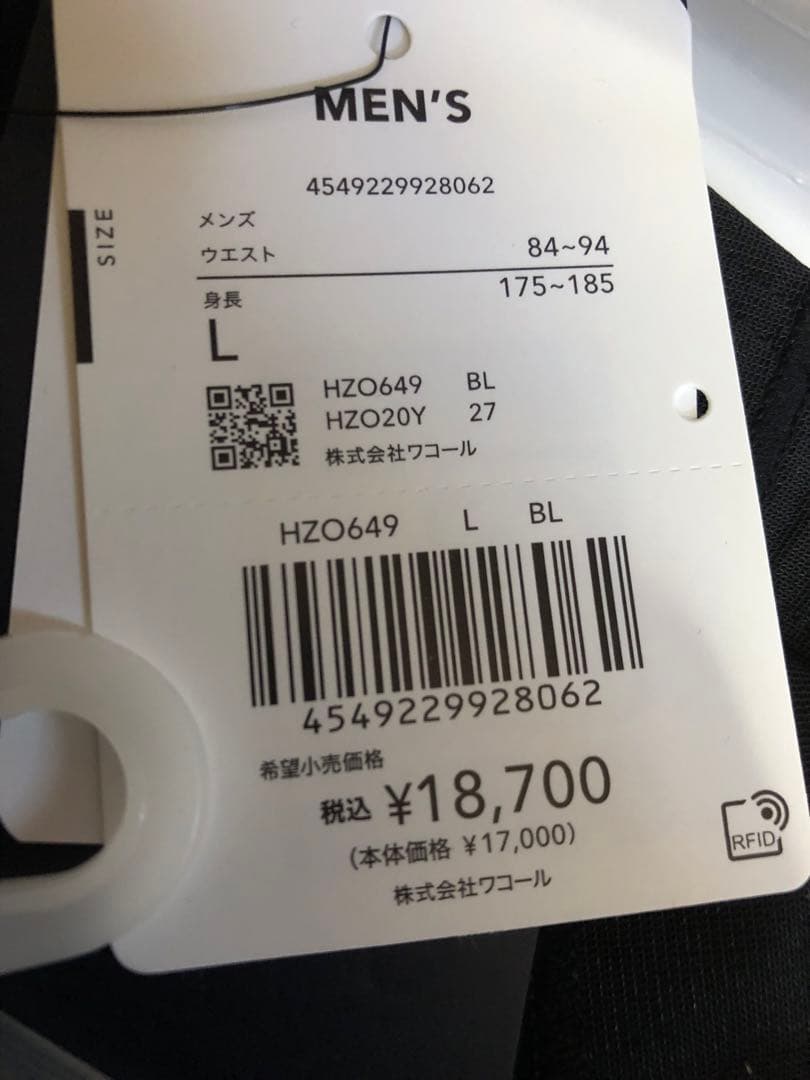 MEN'S
4549229928062
SIZE
メンズ
ウエスト 84~94
身長 175~185
L
HZO649 BL
HZO20Y 27
株式会社ワコール
HZO649 L BL
4549229928062
希望小売価格
税込 ¥18,700
(本体価格 ¥17,000)
株式会社ワコール
RFID